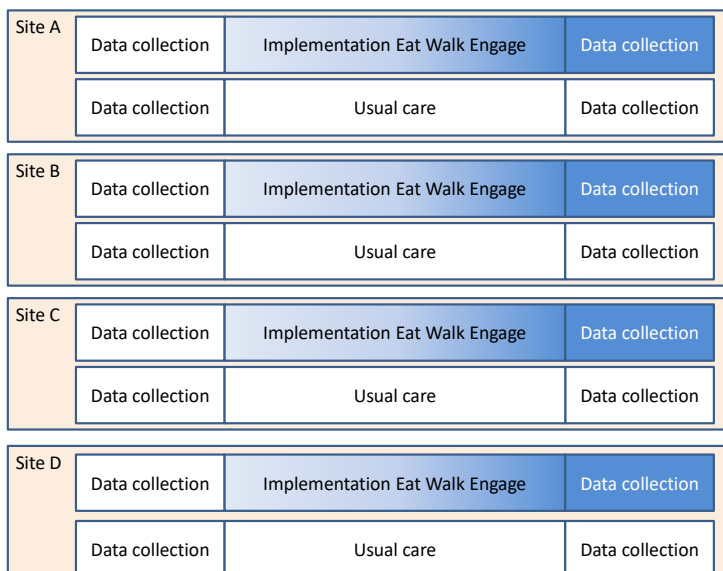 Site A
Data collection Implementation Eat Walk Engage Data collection
Data collection Usual care Data collection
Site B
Data collection Implementation Eat Walk Engage Data collection
Data collection Usual care Data collection
Site C
Data collection Implementation Eat Walk Engage Data collection
Data collection Usual care Data collection
Site D
Data collection Implementation Eat Walk Engage Data collection
Data collection Usual care Data collection